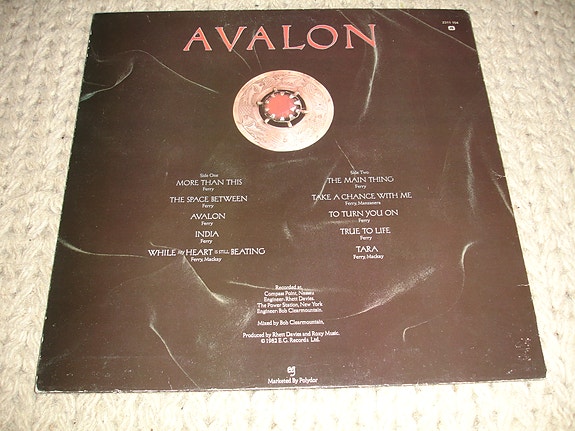 AVALON
Side One
MORE THAN THIS
Ferry
THE SPACE BETWEEN
Ferry
AVALON
Ferry
INDIA
Ferry
WHILE MY HEART IS STILL BEATING
Ferry, Mackay
Side Two
THE MAIN THING
Ferry
TAKE A CHANCE WITH ME
Ferry, Manzanera
TO TURN YOU ON
Ferry
TRUE TO LIFE
Ferry
TARA
Ferry, Mackay
Recorded at:
Compass Point, Nassau
Engineer: Rhett Davies.
The Power Station, New York
Engineer: Bob Clearmountain.
Mixed by Bob Clearmountain.
Produced by Rhett Davies and Roxy Music.
© 1982 E.G. Records Ltd.
eg
Marketed By Polydor